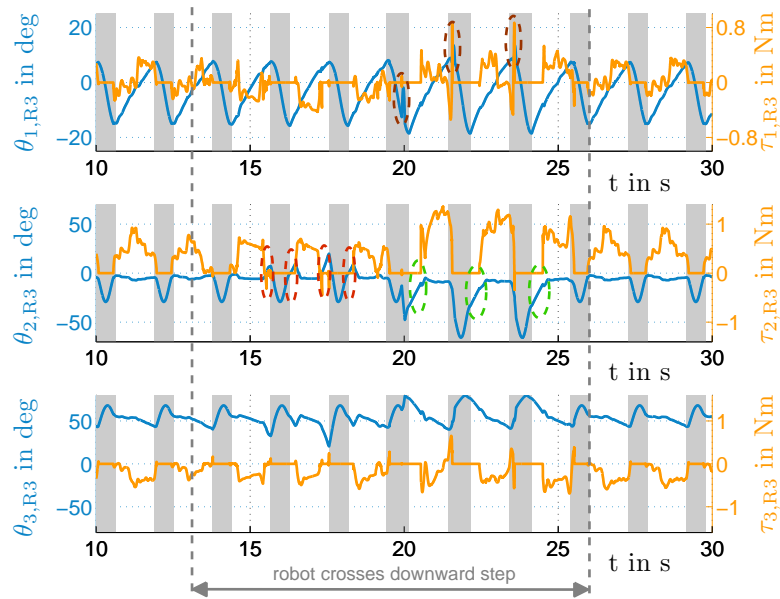 θ1,R3 in deg
20
0
−20
0.8
0
−0.8
τ1,R3 in Nm
10 15 20 25 30
t in s
θ2,R3 in deg
50
0
−50
1
0
−1
τ2,R3 in Nm
10 15 20 25 30
t in s
θ3,R3 in deg
50
0
−50
1
0
−1
τ3,R3 in Nm
10 15 20 25 30
t in s
robot crosses downward step